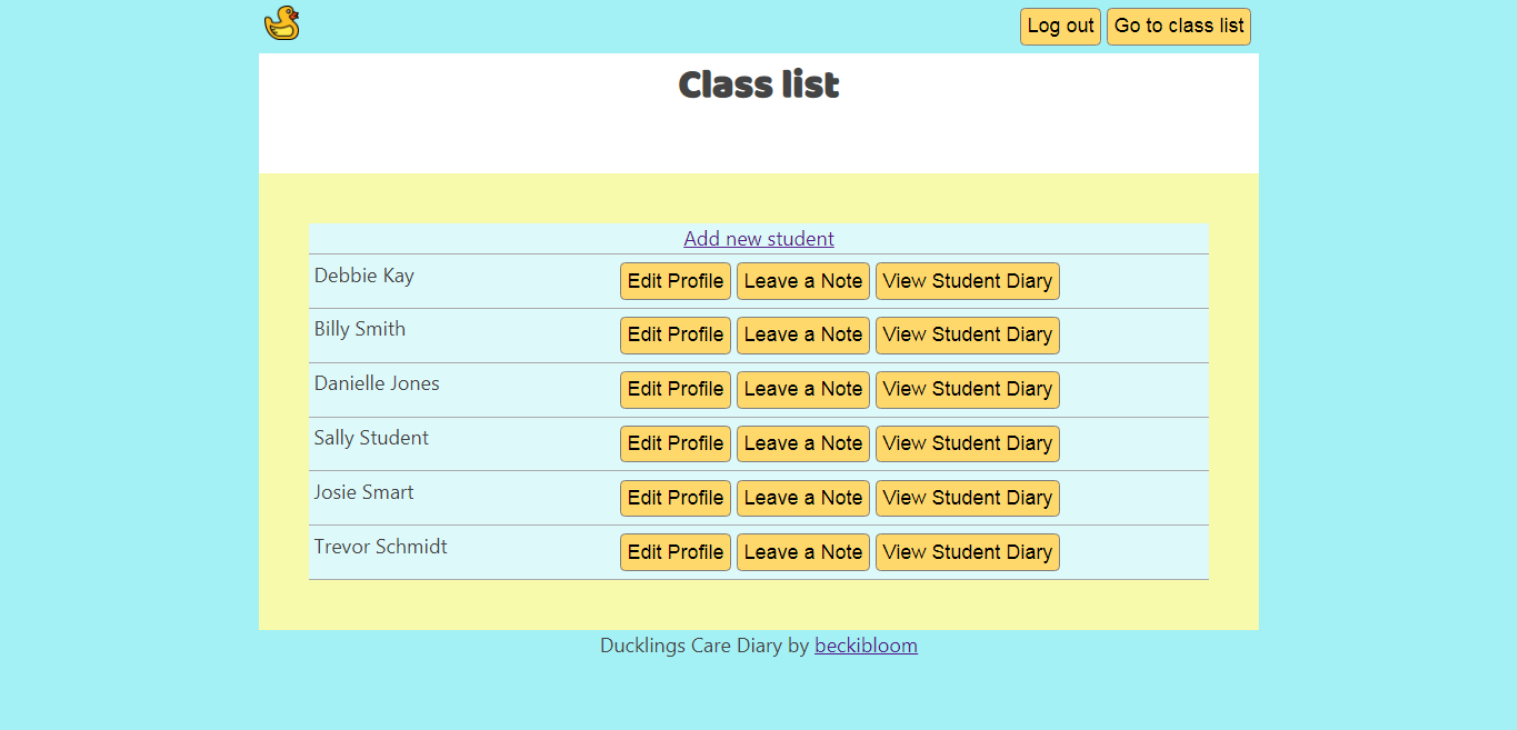 Log out Go to class list
Class list
Add new student
Debbie Kay Edit Profile Leave a Note View Student Diary
Billy Smith Edit Profile Leave a Note View Student Diary
Danielle Jones Edit Profile Leave a Note View Student Diary
Sally Student Edit Profile Leave a Note View Student Diary
Josie Smart Edit Profile Leave a Note View Student Diary
Trevor Schmidt Edit Profile Leave a Note View Student Diary
Ducklings Care Diary by beckibloom